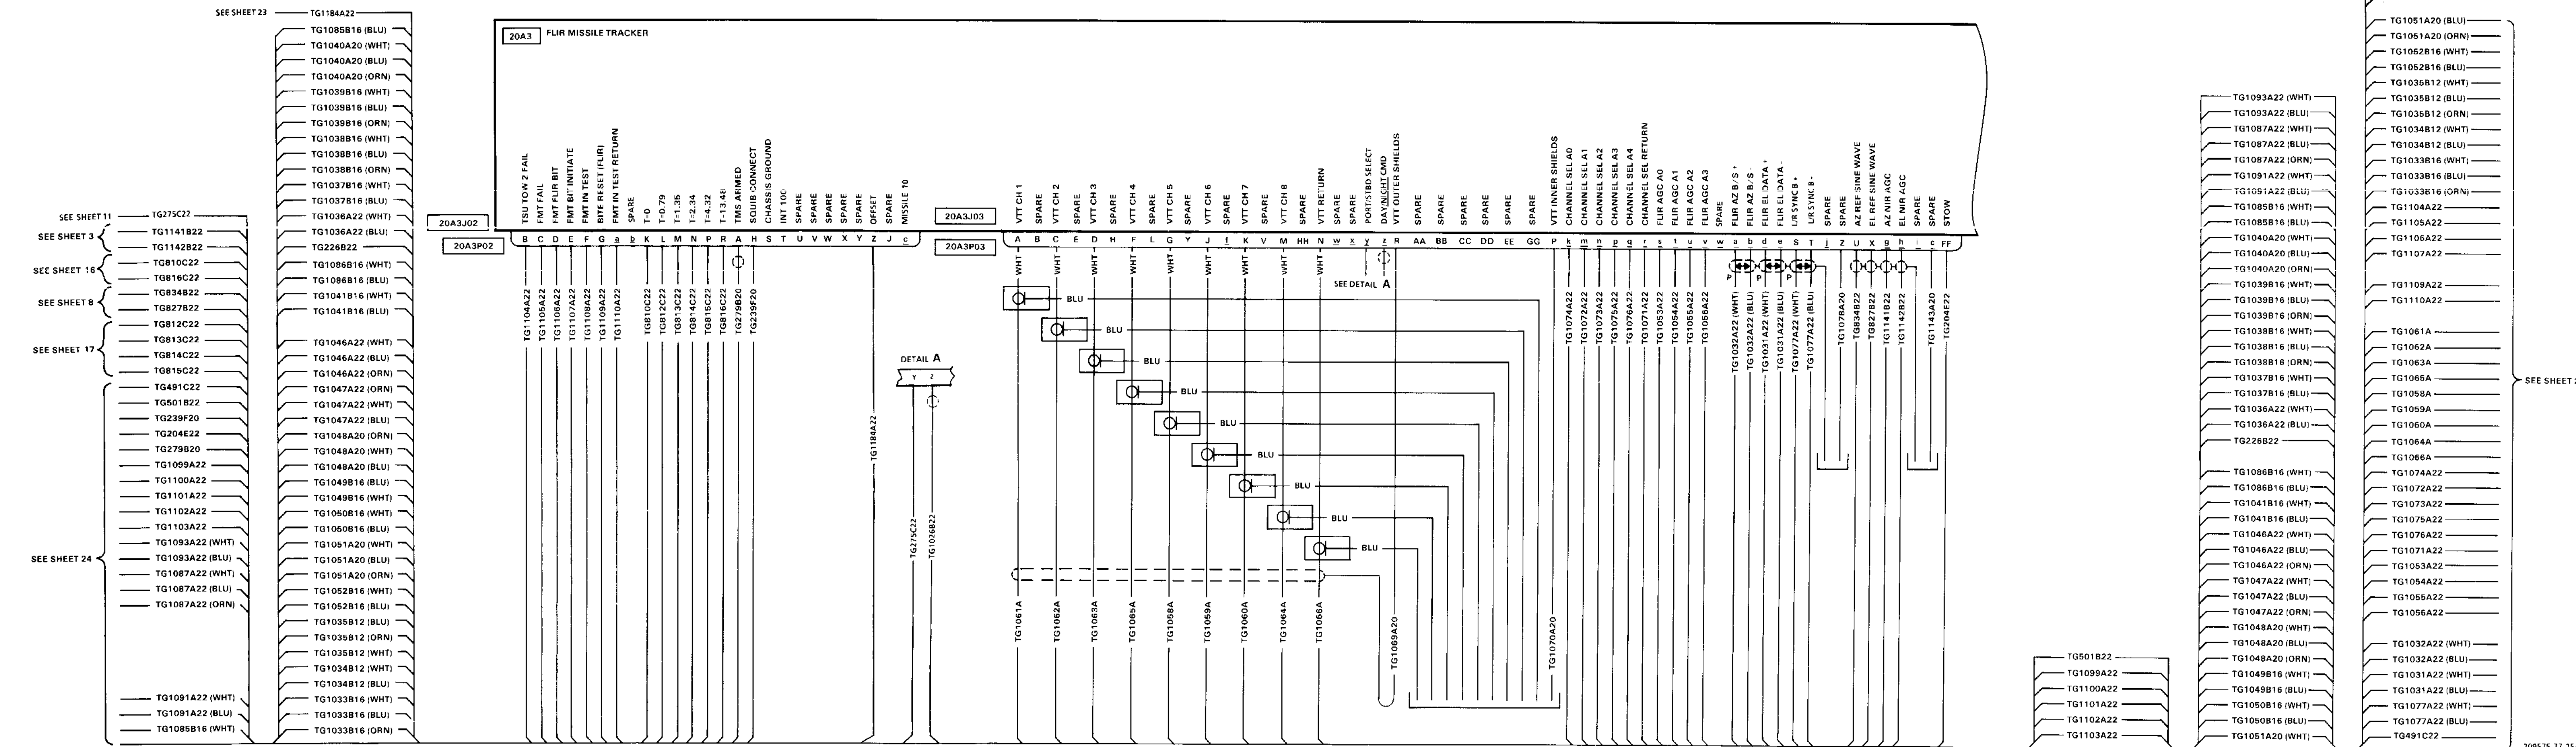 SEE SHEET 23
TG1184A22
SEE SHEET 11
TG275C22
SEE SHEET 3
TG1141B22
TG1142B22
SEE SHEET 16
TG810C22
TG816C22
SEE SHEET 8
TG834B22
TG827B22
SEE SHEET 17
TG812C22
TG813C22
TG814C22
TG815C22
SEE SHEET 24
TG491C22
TG501B22
TG239F20
TG204E22
TG279B20
TG1099A22
TG1100A22
TG1101A22
TG1102A22
TG1103A22
TG1093A22 (WHT)
TG1093A22 (BLU)
TG1087A22 (WHT)
TG1087A22 (BLU)
TG1087A22 (ORN)
TG1091A22 (WHT)
TG1091A22 (BLU)
TG1085B16 (WHT)
TG1085B16 (BLU)
TG1040A20 (WHT)
TG1040A20 (BLU)
TG1040A20 (ORN)
TG1039B16 (WHT)
TG1039B16 (BLU)
TG1039B16 (ORN)
TG1038B16 (WHT)
TG1038B16 (BLU)
TG1038B16 (ORN)
TG1037B16 (WHT)
TG1037B16 (BLU)
TG1036A22 (WHT)
TG1036A22 (BLU)
TG226B22
TG1086B16 (WHT)
TG1086B16 (BLU)
TG1041B16 (WHT)
TG1041B16 (BLU)
TG1046A22 (WHT)
TG1046A22 (BLU)
TG1046A22 (ORN)
TG1047A22 (ORN)
TG1047A22 (WHT)
TG1047A22 (BLU)
TG1048A20 (ORN)
TG1048A20 (WHT)
TG1048A20 (BLU)
TG1049B16 (BLU)
TG1049B16 (WHT)
TG1050B16 (WHT)
TG1050B16 (BLU)
TG1051A20 (WHT)
TG1051A20 (BLU)
TG1051A20 (ORN)
TG1052B16 (WHT)
TG1052B16 (BLU)
TG1035B12 (BLU)
TG1035B12 (ORN)
TG1035B12 (WHT)
TG1034B12 (WHT)
TG1034B12 (BLU)
TG1033B16 (WHT)
TG1033B16 (BLU)
TG1033B16 (ORN)
20A3 FLIR MISSILE TRACKER
20A3J02
20A3P02
TSU TOW 2 FAIL
FMT FAIL
FMT FLIR BIT
FMT BIT INITIATE
FMT IN TEST
BITE RESET (FLIR)
FMT IN TEST RETURN
SPARE
T=0
T=0.79
T=1.35
T=2.34
T=4.32
T=13.48
TMS ARMED
SQUIB CONNECT
CHASSIS GROUND
INT 100
SPARE
SPARE
SPARE
SPARE
SPARE
OFFSET
SPARE
MISSILE 10
B C D E F G a b K L M N P R A H S T U V W X Y Z J c
TG1104A22
TG1105A22
TG1106A22
TG1107A22
TG1108A22
TG1109A22
TG1110A22
TG810C22
TG812C22
TG813C22
TG814C22
TG815C22
TG816C22
TG279B20
TG239F20
TG1184A22
DETAIL A
Y Z
TG275C22
TG1026B22
20A3J03
20A3P03
VTT CH 1
SPARE
VTT CH 2
SPARE
VTT CH 3
SPARE
VTT CH 4
SPARE
VTT CH 5
SPARE
VTT CH 6
SPARE
VTT CH 7
SPARE
VTT CH 8
SPARE
VTT RETURN
SPARE
SPARE
PORT/STBD SELECT
DAY/NIGHT CMD
VTT OUTER SHIELDS
SPARE
SPARE
SPARE
SPARE
SPARE
SPARE
SPARE
VTT INNER SHIELDS
CHANNEL SEL A0
CHANNEL SEL A1
CHANNEL SEL A2
CHANNEL SEL A3
CHANNEL SEL A4
CHANNEL SEL RETURN
FLIR AGC A0
FLIR AGC A1
FLIR AGC A2
FLIR AGC A3
SPARE
FLIR AZ B/S +
FLIR AZ B/S -
FLIR EL DATA +
FLIR EL DATA -
L/R SYNC B +
L/R SYNC B -
SPARE
SPARE
AZ REF SINE WAVE
EL REF SINE WAVE
AZ NIR AGC
EL NIR AGC
SPARE
SPARE
STOW
A B C E D H F L G Y J f K V M HH N w x y z R AA BB CC DD EE GG P k m n p q r s t u v w a b d e S T j Z U X g h i c FF
WHT WHT WHT WHT WHT WHT WHT WHT WHT
SEE DETAIL A
BLU
BLU
BLU
BLU
BLU
BLU
BLU
BLU
BLU
P P P
TG1061A
TG1062A
TG1063A
TG1065A
TG1058A
TG1059A
TG1060A
TG1064A
TG1066A
TG1069A20
TG1070A20
TG1074A22
TG1072A22
TG1073A22
TG1075A22
TG1076A22
TG1071A22
TG1053A22
TG1054A22
TG1055A22
TG1056A22
TG1032A22 (WHT)
TG1032A22 (BLU)
TG1031A22 (WHT)
TG1031A22 (BLU)
TG1077A22 (WHT)
TG1077A22 (BLU)
TG1078A20
TG834B22
TG827B22
TG1141B22
TG1142B22
TG1143A20
TG204E22
TG501B22
TG1099A22
TG1100A22
TG1101A22
TG1102A22
TG1103A22
TG1093A22 (WHT)
TG1093A22 (BLU)
TG1087A22 (WHT)
TG1087A22 (BLU)
TG1087A22 (ORN)
TG1091A22 (WHT)
TG1091A22 (BLU)
TG1085B16 (WHT)
TG1085B16 (BLU)
TG1040A20 (WHT)
TG1040A20 (BLU)
TG1040A20 (ORN)
TG1039B16 (WHT)
TG1039B16 (BLU)
TG1039B16 (ORN)
TG1038B16 (WHT)
TG1038B16 (BLU)
TG1038B16 (ORN)
TG1037B16 (WHT)
TG1037B16 (BLU)
TG1036A22 (WHT)
TG1036A22 (BLU)
TG226B22
TG1086B16 (WHT)
TG1086B16 (BLU)
TG1041B16 (WHT)
TG1041B16 (BLU)
TG1046A22 (WHT)
TG1046A22 (BLU)
TG1046A22 (ORN)
TG1047A22 (WHT)
TG1047A22 (BLU)
TG1047A22 (ORN)
TG1048A20 (WHT)
TG1048A20 (BLU)
TG1048A20 (ORN)
TG1049B16 (WHT)
TG1049B16 (BLU)
TG1050B16 (WHT)
TG1050B16 (BLU)
TG1051A20 (WHT)
TG1051A20 (BLU)
TG1051A20 (ORN)
TG1052B16 (WHT)
TG1052B16 (BLU)
TG1035B12 (WHT)
TG1035B12 (BLU)
TG1035B12 (ORN)
TG1034B12 (WHT)
TG1034B12 (BLU)
TG1033B16 (WHT)
TG1033B16 (BLU)
TG1033B16 (ORN)
TG1104A22
TG1105A22
TG1106A22
TG1107A22
TG1109A22
TG1110A22
TG1061A
TG1062A
TG1063A
TG1065A
TG1058A
TG1059A
TG1060A
TG1064A
TG1066A
TG1074A22
TG1072A22
TG1073A22
TG1075A22
TG1076A22
TG1071A22
TG1053A22
TG1054A22
TG1055A22
TG1056A22
TG1032A22 (WHT)
TG1032A22 (BLU)
TG1031A22 (WHT)
TG1031A22 (BLU)
TG1077A22 (WHT)
TG1077A22 (BLU)
TG491C22
SEE SHEET